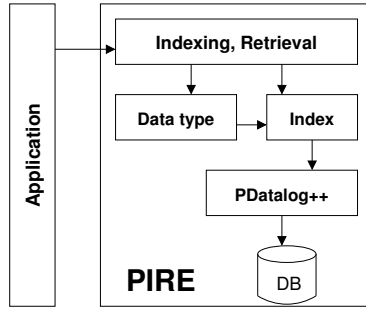 Application
Indexing, Retrieval
Data type
Index
PDatalog++
PIRE
DB